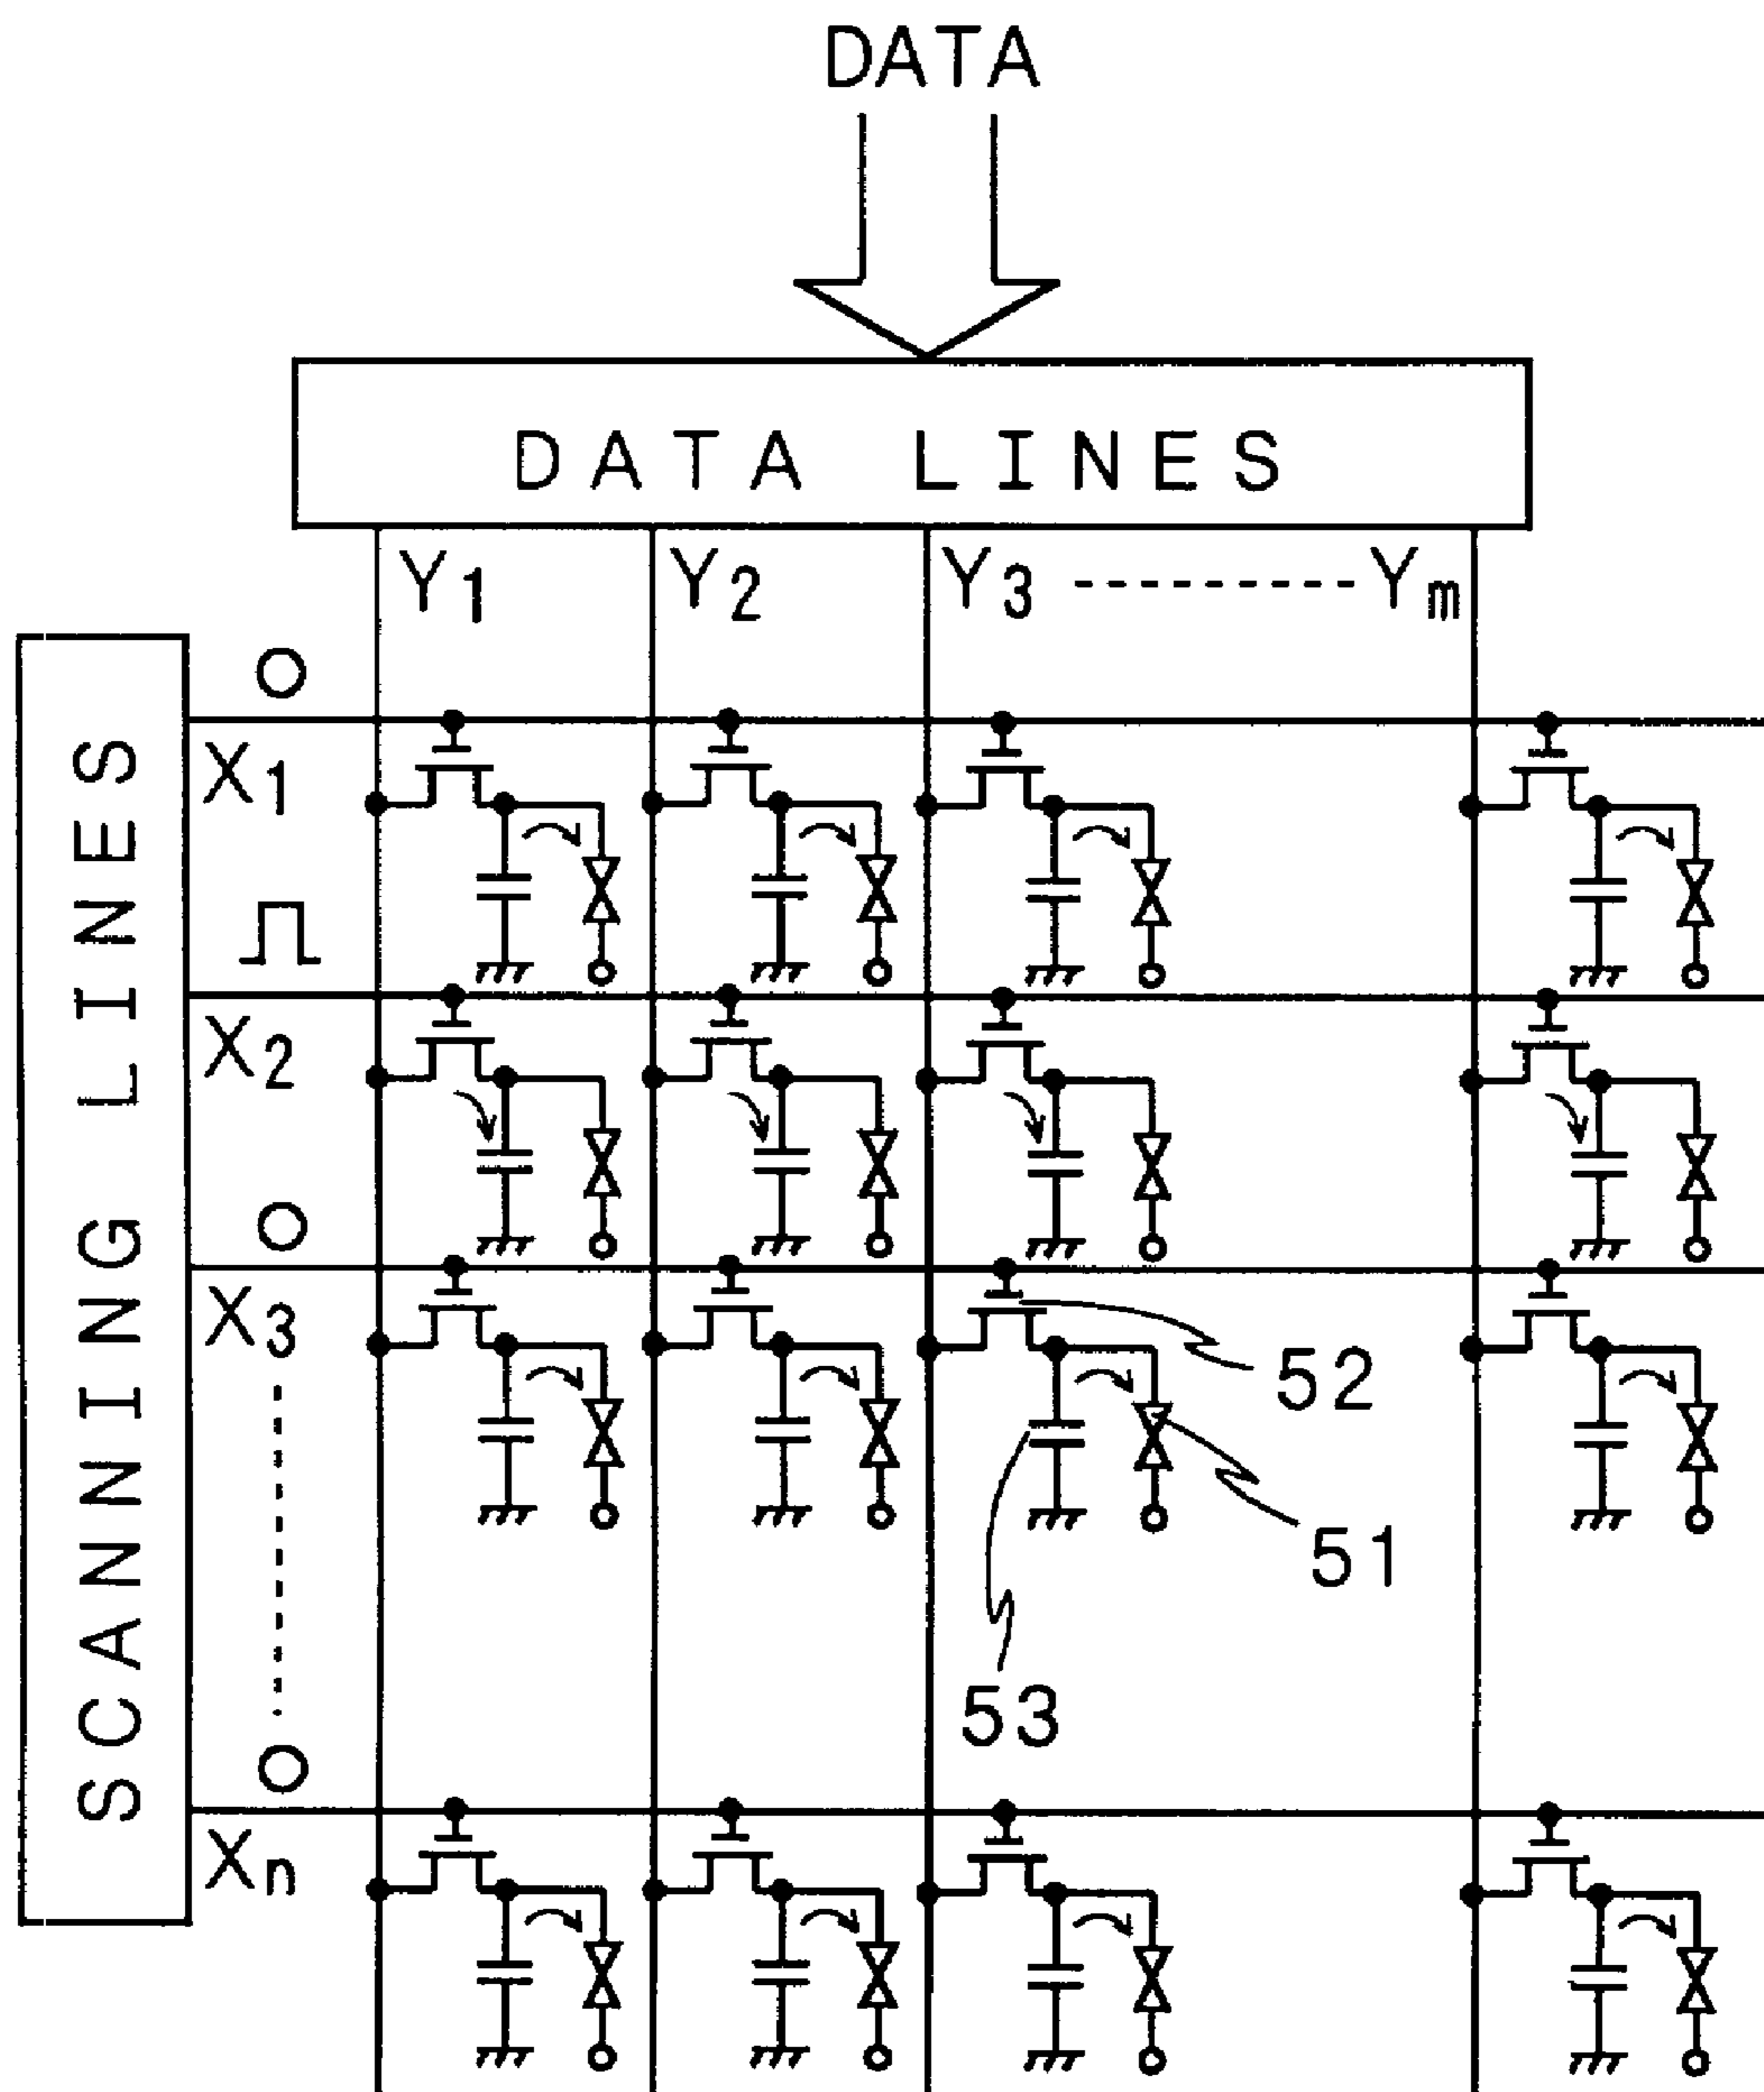 DATA
DATA LINES
Y1 Y2 Y3 --------- Ym
SCANNING LINES
O
X1
X2
O
X3
52
51
53
O
Xn